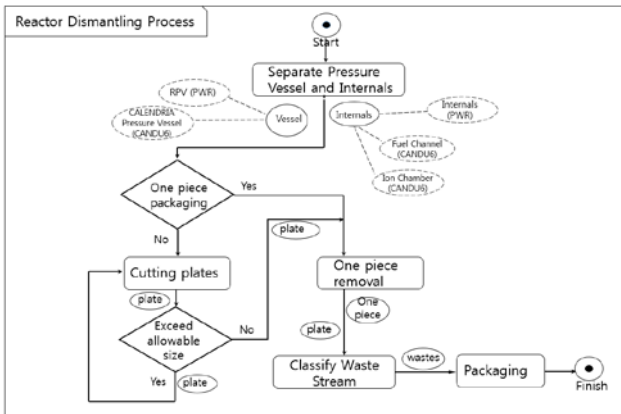 Reactor Dismantling Process
Start
Separate Pressure
Vessel and Internals
RPV (PWR)
CALENDRIA
Pressure Vessel
(CANDU6)
Vessel
Internals
Internals
(PWR)
Fuel Channel
(CANDU6)
Ion Chamber
(CANDU6)
One piece
packaging
Yes
No
plate
Cutting plates
One piece
removal
plate
One
piece
Exceed
allowable
size
No
plate
Yes
plate
Classify Waste
Stream
wastes
Packaging
Finish